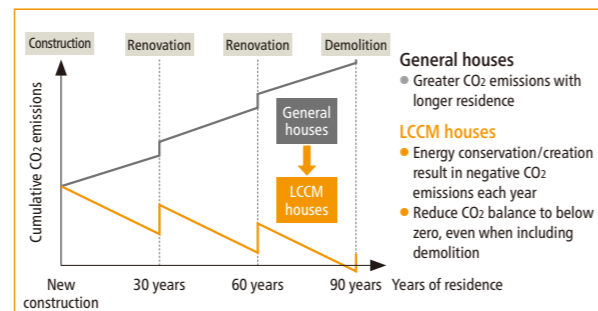 Construction
Renovation
Renovation
Demolition
Cumulative CO2 emissions
General
houses
LCCM
houses
New
construction
30 years
60 years
90 years
Years of residence
General houses
● Greater CO2 emissions with
longer residence
LCCM houses
● Energy conservation/creation
result in negative CO2
emissions each year
● Reduce CO2 balance to below
zero, even when including
demolition